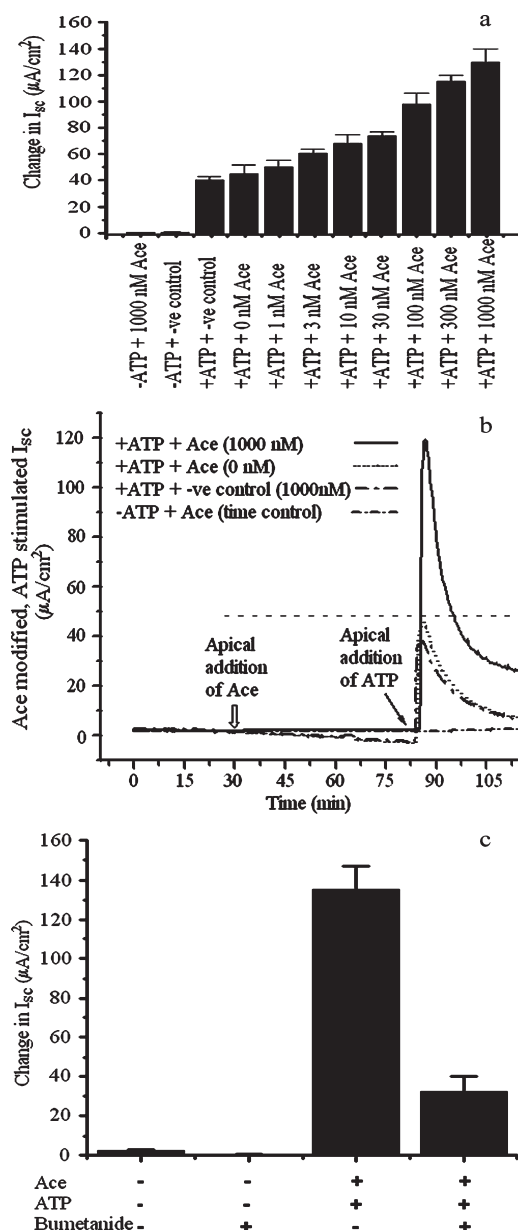 a
Change in Isc (µA/cm²)
160
140
120
100
80
60
40
20
0
-ATP + 1000 nM Ace
-ATP + -ve control
+ATP + -ve control
+ATP + 0 nM Ace
+ATP + 1 nM Ace
+ATP + 3 nM Ace
+ATP + 10 nM Ace
+ATP + 30 nM Ace
+ATP + 100 nM Ace
+ATP + 300 nM Ace
+ATP + 1000 nM Ace
b
Ace modified, ATP stimulated Isc
(µA/cm²)
120
100
80
60
40
20
0
+ATP + Ace (1000 nM)
+ATP + Ace (0 nM)
+ATP + -ve control (1000nM)
-ATP + Ace (time control)
Apical
addition
of Ace
Apical
addition
of ATP
0 15 30 45 60 75 90 105
Time (min)
c
Change in Isc (µA/cm²)
160
140
120
100
80
60
40
20
0
Ace - - + +
ATP - - + +
Bumetanide - + - +